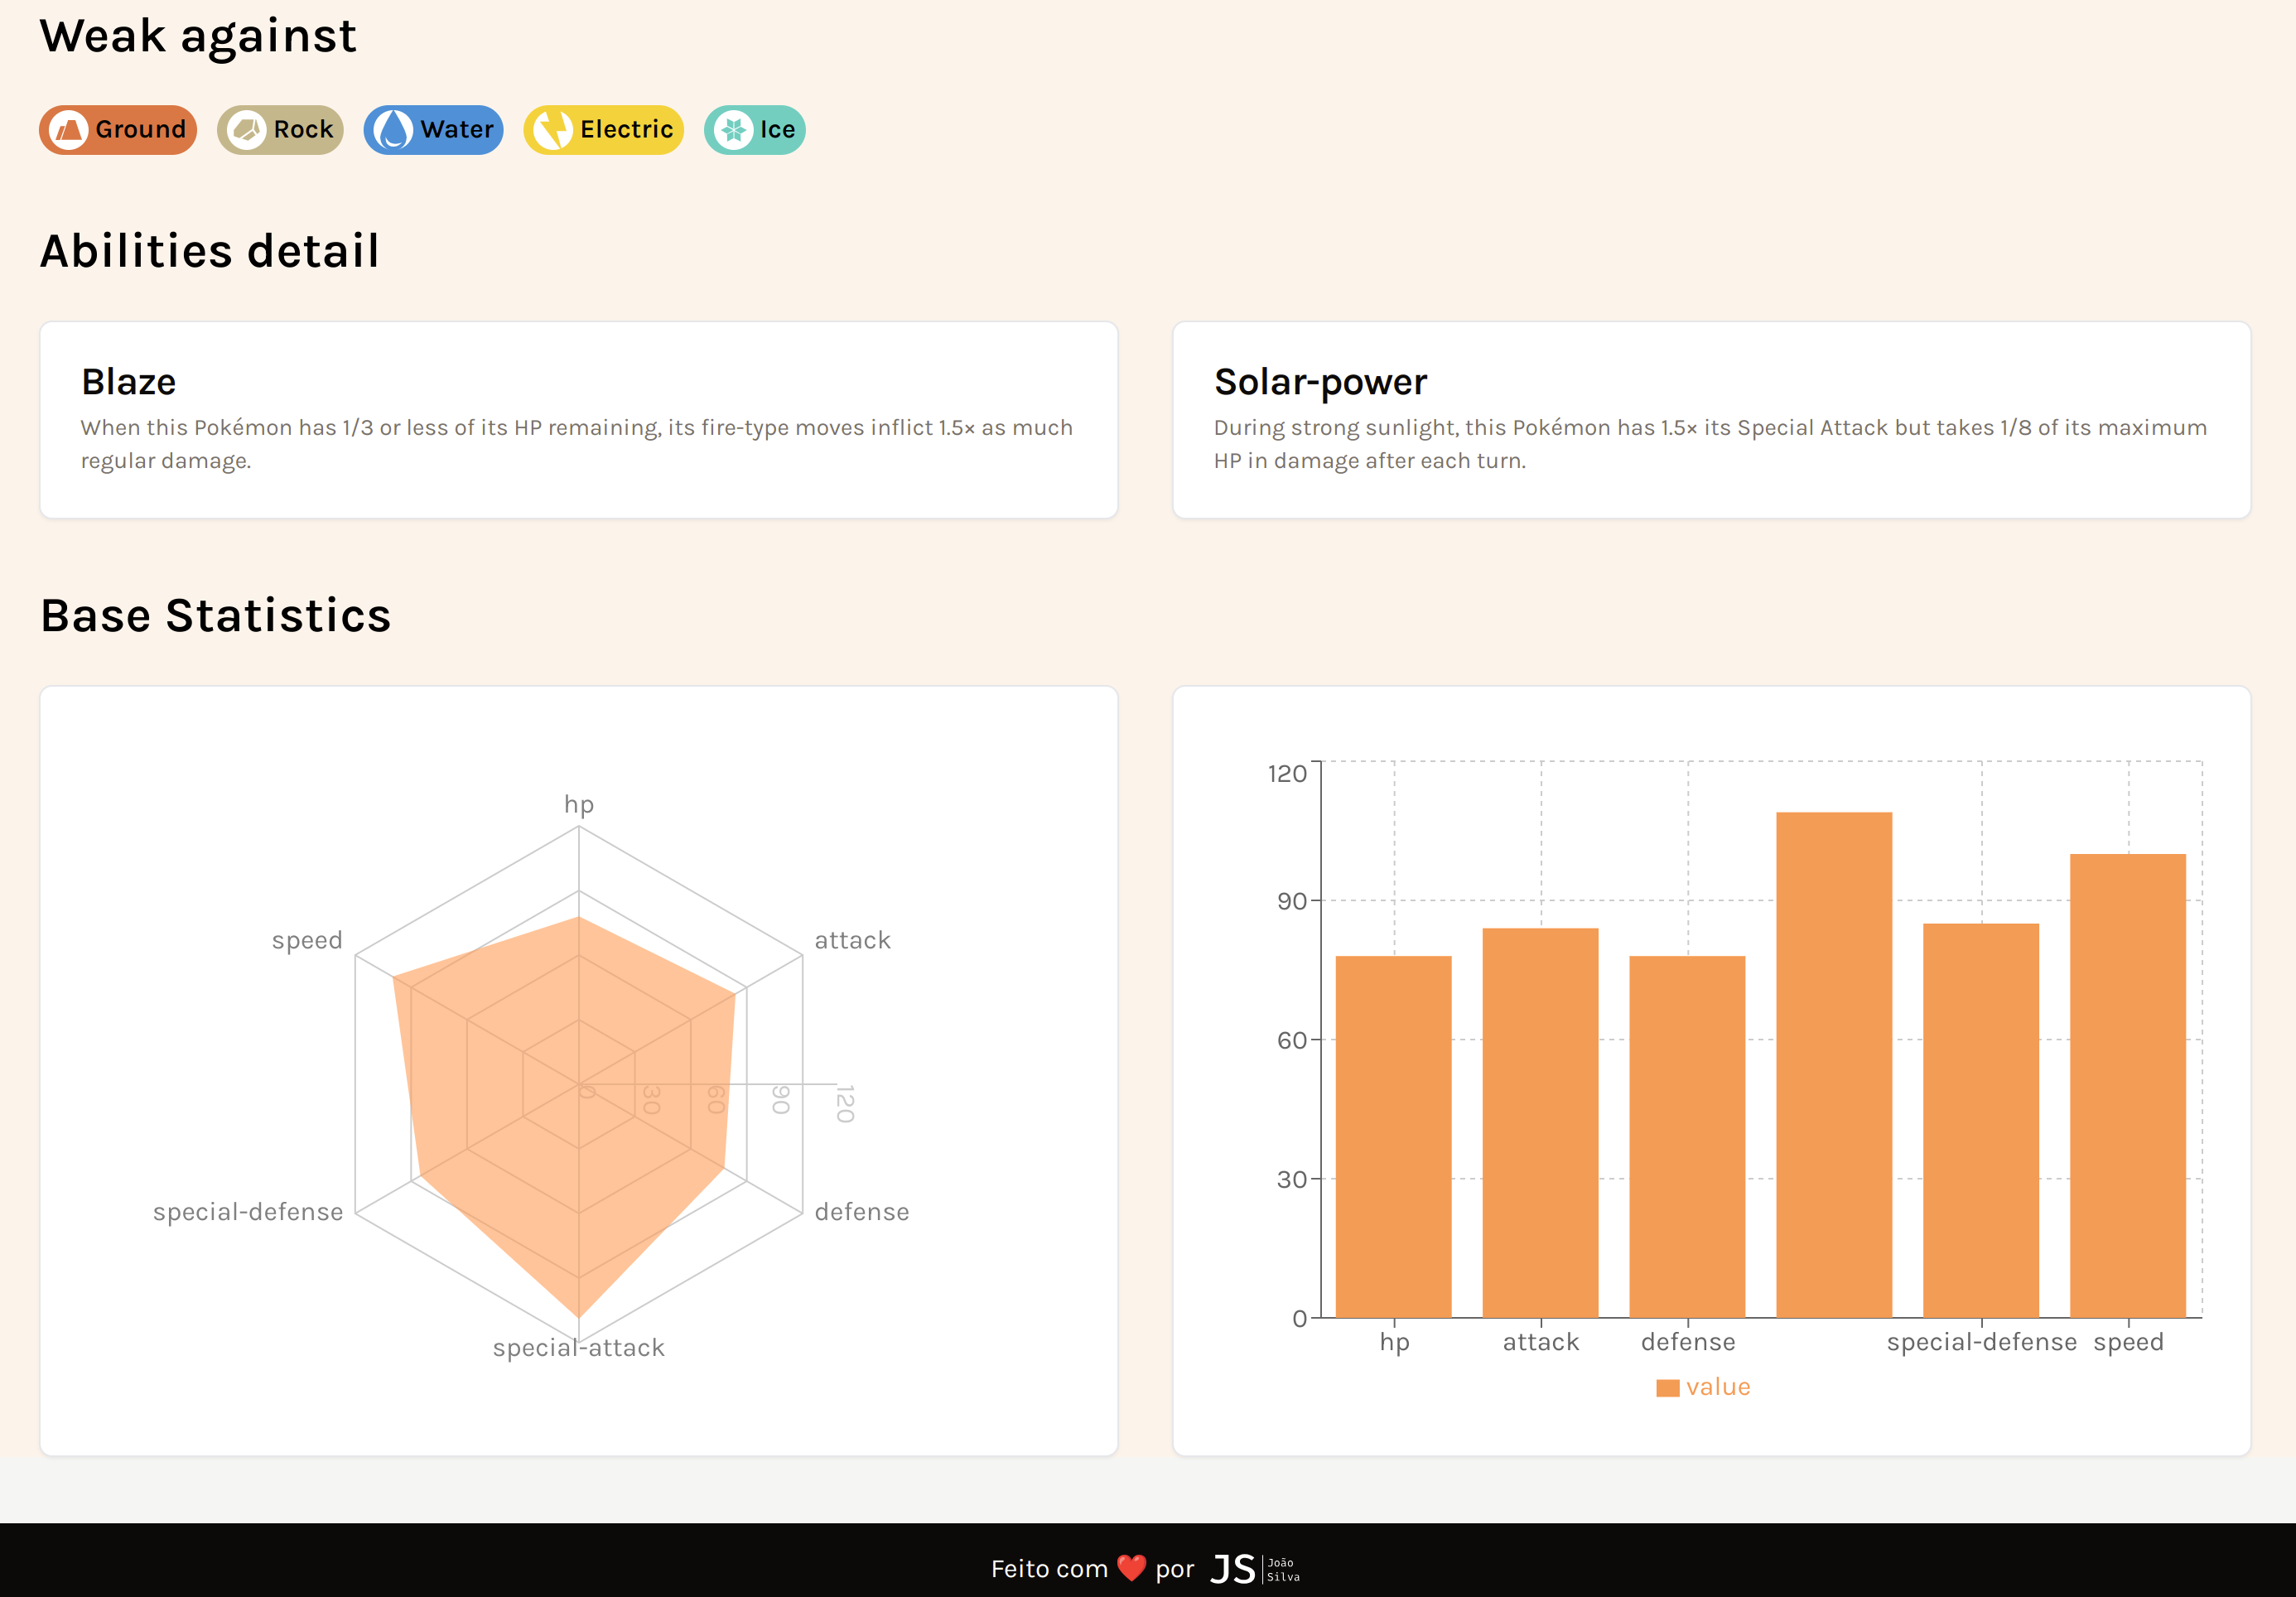 Weak against
Ground Rock Water Electric Ice
Abilities detail
Blaze
When this Pokémon has 1/3 or less of its HP remaining, its fire-type moves inflict 1.5× as much
regular damage.
Solar-power
During strong sunlight, this Pokémon has 1.5× its Special Attack but takes 1/8 of its maximum
HP in damage after each turn.
Base Statistics
hp
speed
attack
0 30 60 90 120
special-defense
defense
special-attack
120
90
60
30
0
hp attack defense special-defense speed
value
Feito com ❤️ por JS João
Silva